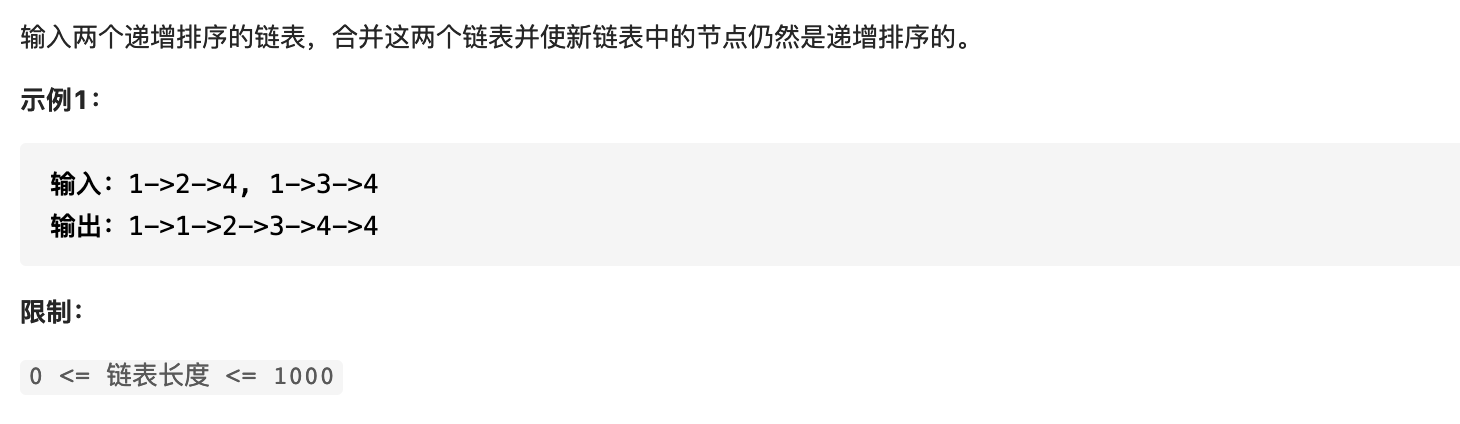 输入两个递增排序的链表，合并这两个链表并使新链表中的节点仍然是递增排序的。
示例1：
输入：1->2->4, 1->3->4
输出：1->1->2->3->4->4
限制：
0 <= 链表长度 <= 1000